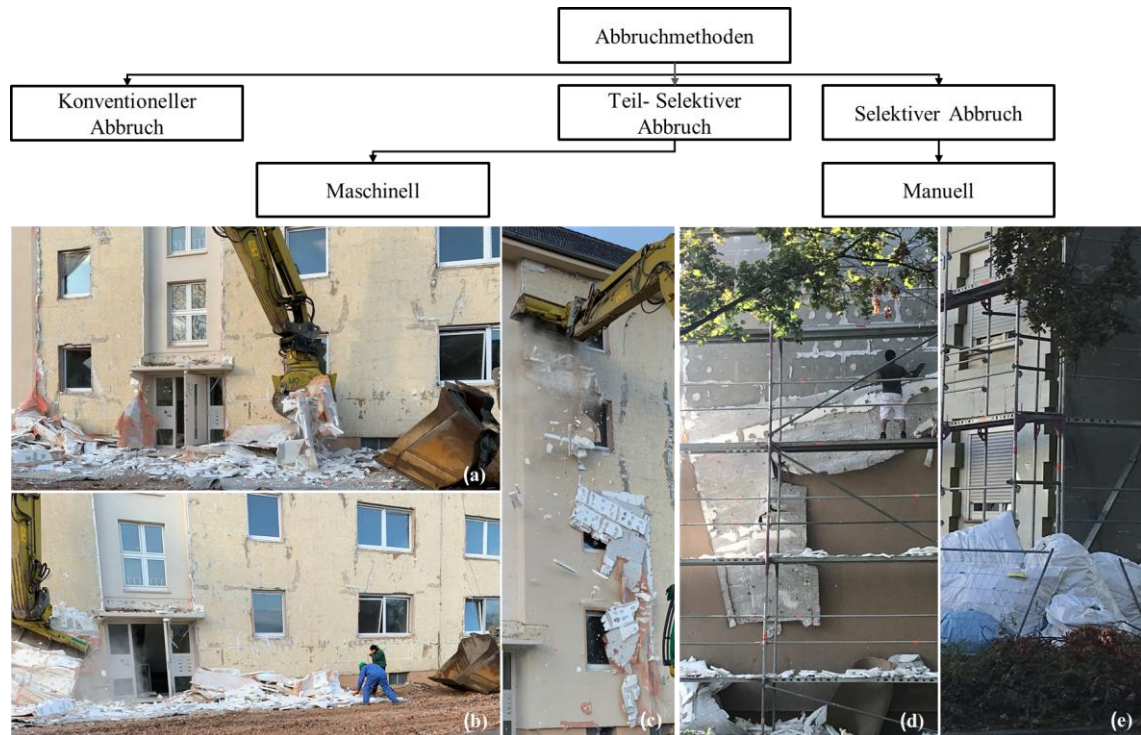 Abbruchmethoden
Konventioneller
Abbruch
Teil- Selektiver
Abbruch
Selektiver Abbruch
Maschinell
Manuell
(a)
(b)
(c)
(d)
(e)